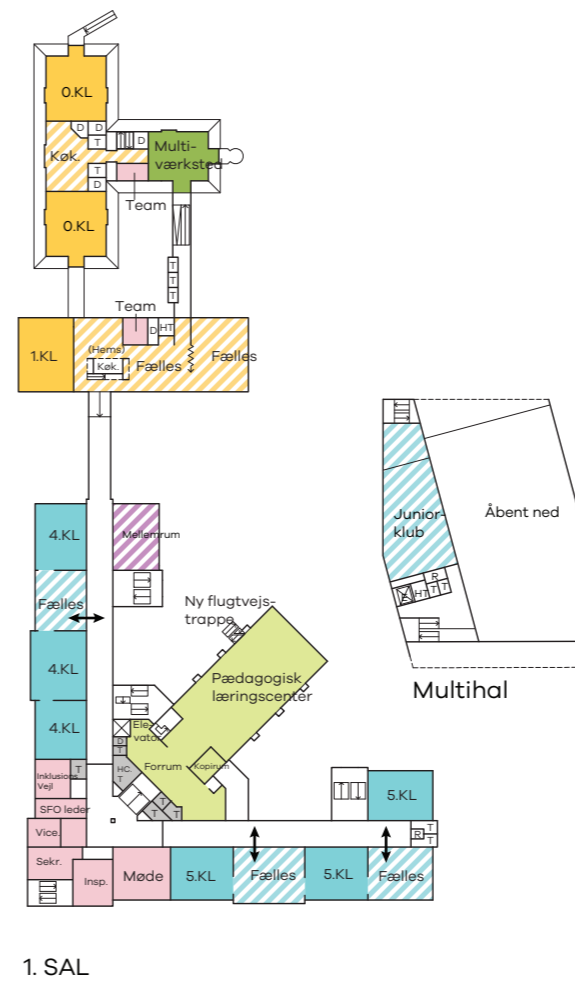 0.KL
D
D
D
T
Køk.
Multi-
værksted
T
D
Team
0.KL
T
T
T
Team
D
HT
1.KL
(Hems)
Køk.
Fælles
Fælles
4.KL
Mellemrum
Fælles
Junior-
klub
Åbent ned
R
E
HT
T
T
Multihal
Ny flugtvejs-
trappe
4.KL
Pædagogisk
læringscenter
4.KL
Ele-
vator
D
T
Forrum
Kopirum
HC.
T
T
Inklusions
Vejl
SFO leder
T
T
T
5.KL
Vice.
R
T
T
Sekr.
Insp.
Møde
5.KL
Fælles
5.KL
Fælles
1. SAL